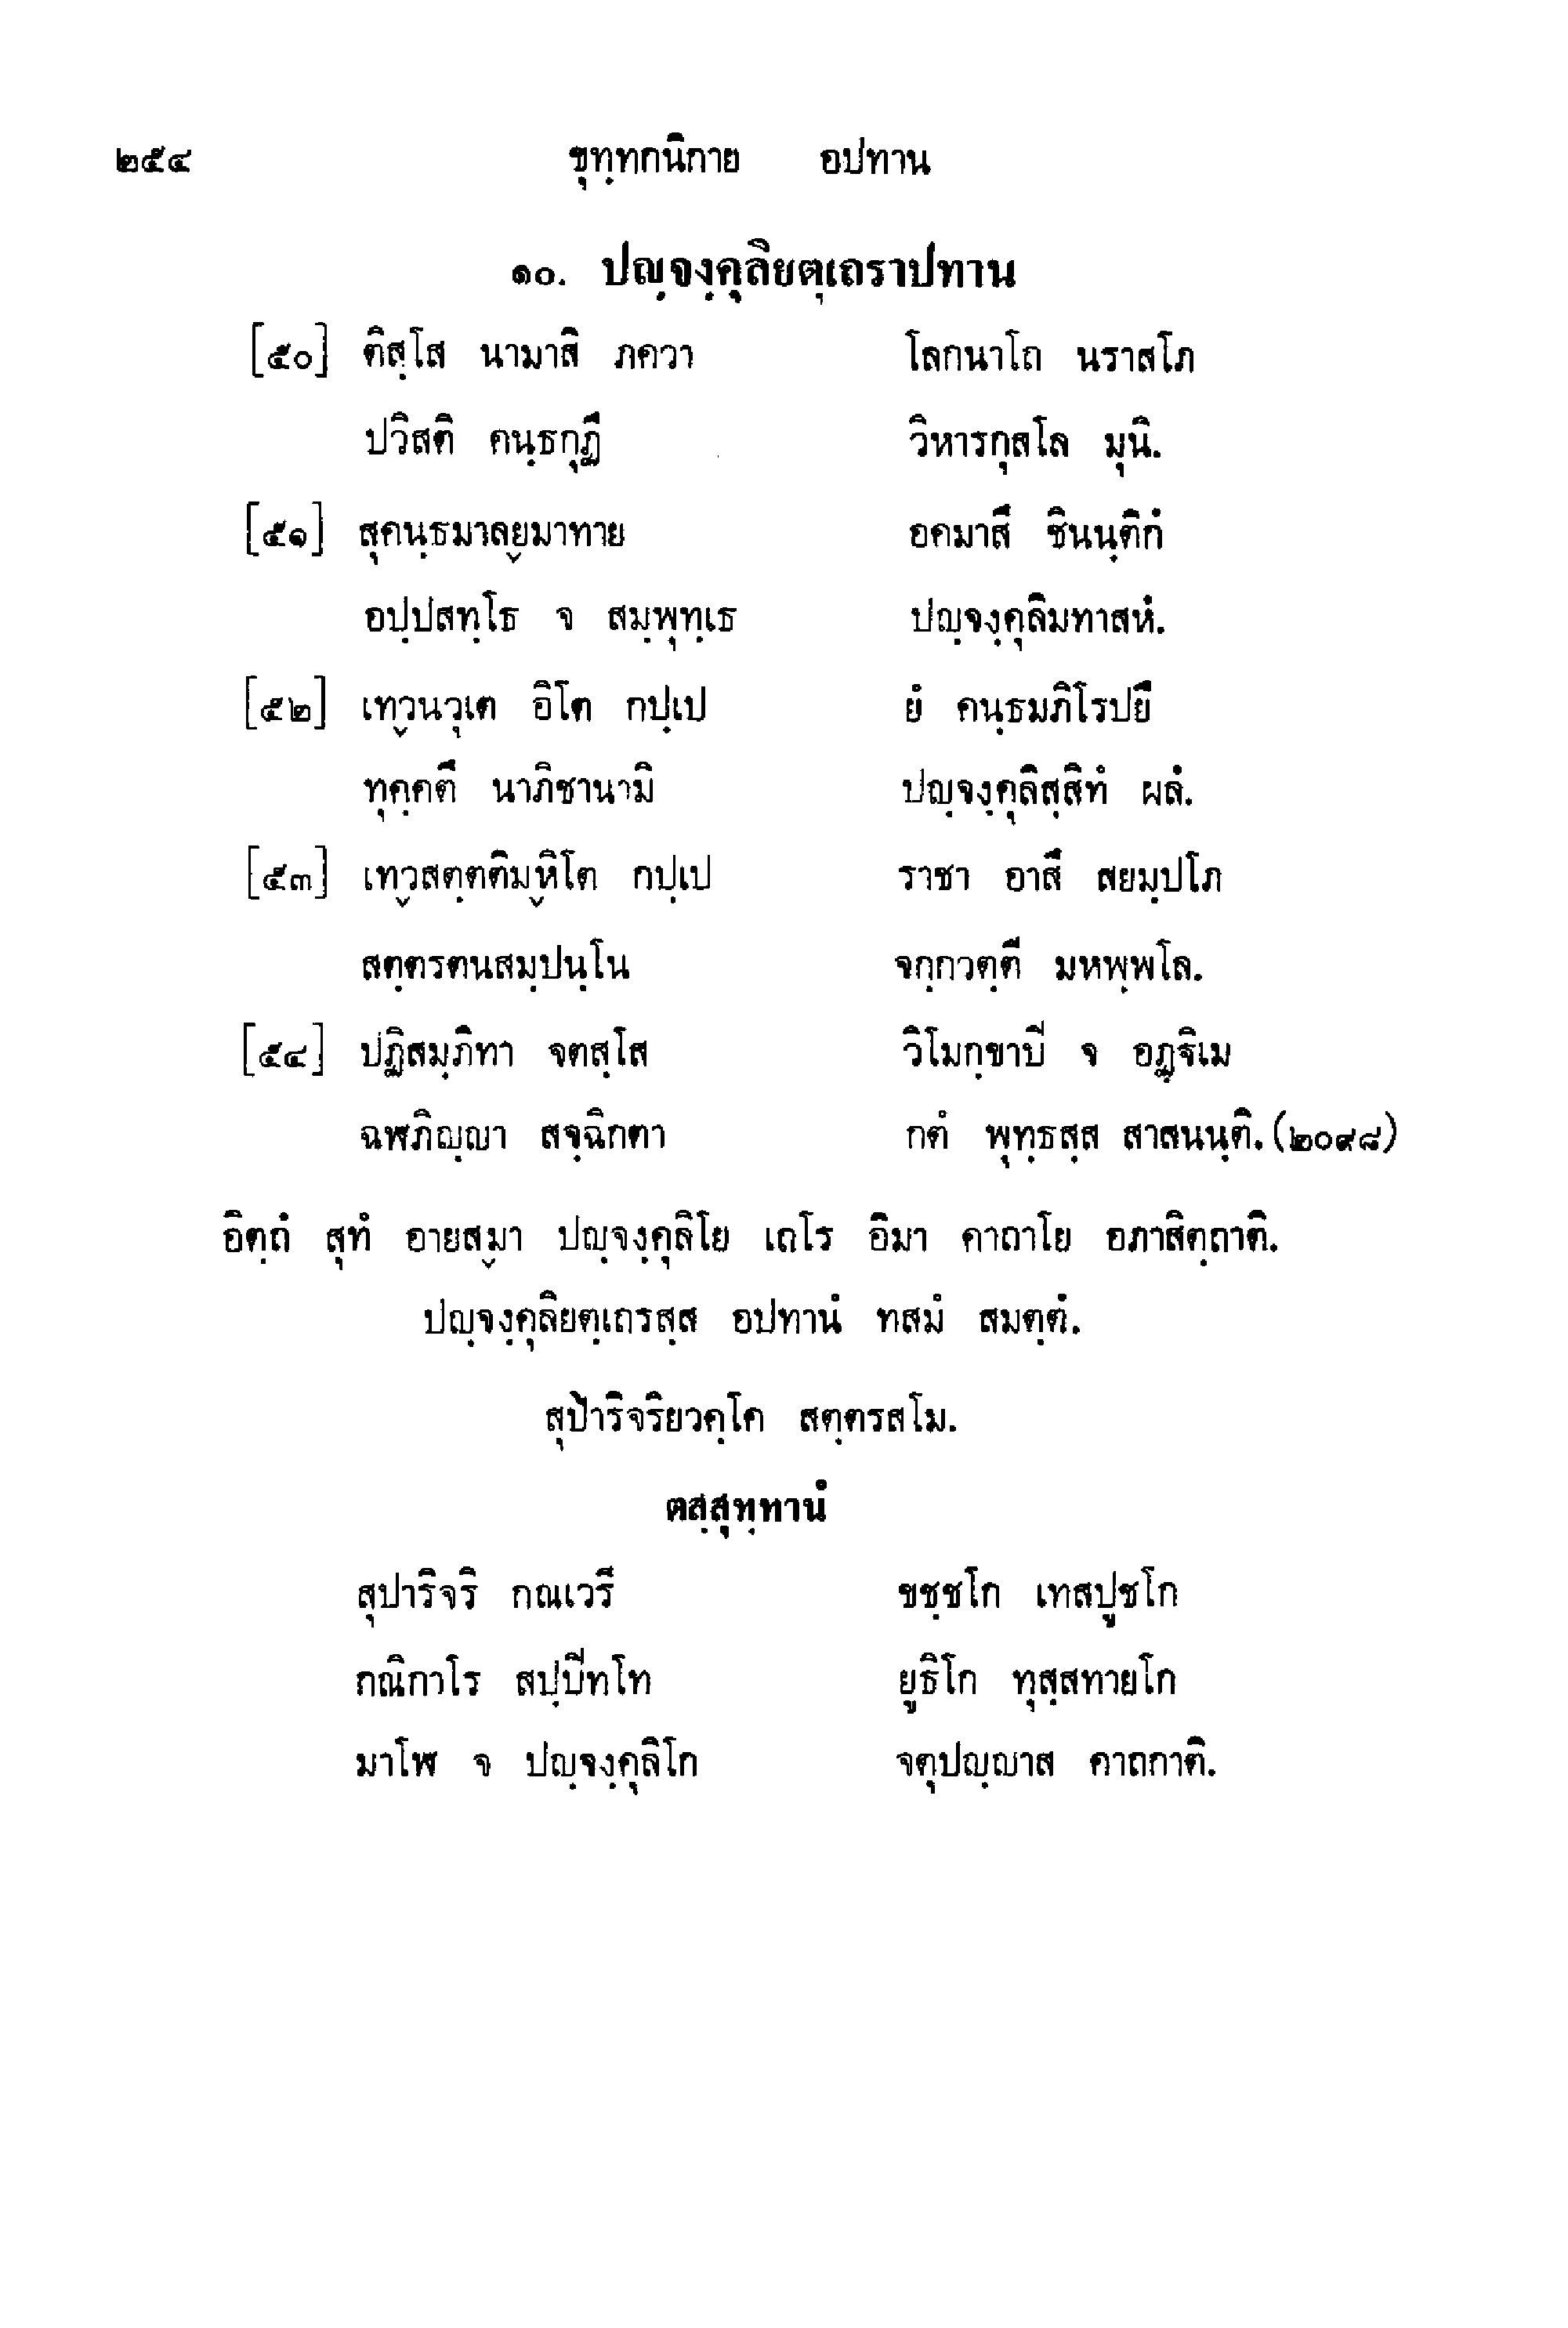 ๒๕๔ ขุทฺทกนิกาย อปทาน
๑๐. ปญฺจงฺคุลิยตฺเถราปทาน
[๕๐] ติสฺโส นามาสิ ภควา โลกนาโถ นราสโภ
ปวิสติ คนฺธกุฏึ วิหารกุสโล มุนิ.
[๕๑] สุคนฺธมาลฺยมาทาย อคมาสึ ชินนฺติกํ
อปฺปสทฺโธ จ สมฺพุทฺเธ ปญฺจงฺคุลิมทาสหํ.
[๕๒] เทฺวนวุเต อิโต กปฺเป ยํ คนฺธมภิโรปยึ
ทุคฺคตึ นาภิชานามิ ปญฺจงฺคุลิสฺสิทํ ผลํ.
[๕๓] เทฺวสตฺตติมฺหิโต กปฺเป ราชา อาสึ สยมฺปโภ
สตฺตรตนสมฺปนฺโน จกฺกวตฺตี มหพฺพโล.
[๕๔] ปฏิสมฺภิทา จตสฺโส วิโมกฺขาปิ จ อฏฺฐิเม
ฉฬภิญฺญา สจฺฉิกตา กตํ พุทฺธสฺส สาสนนฺติ. (๒๐๙๘)
อิตฺถํ สุทํ อายสฺมา ปญฺจงฺคุลิโย เถโร อิมา คาถาโย อภาสิตฺถาติ.
ปญฺจงฺคุลิยตฺเถรสฺส อปทานํ ทสมํ สมตฺตํ.
สุปาริจริยวคฺโค สตฺตรสโม.
ตสฺสุทฺทานํ
สุปาริจริ กณเวรี ขชฺชโก เทสปูชโก
กณิกาโร สปฺปิทโท ยูธิโก ทุสฺสทายโก
มาโฬ จ ปญฺจงฺคุลิโก จตุปญฺญาส คาถกาติ.